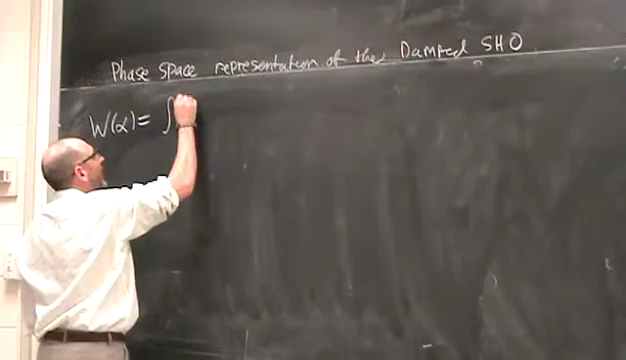 Phase space representation of the Damped SHO
W(α) = ∫